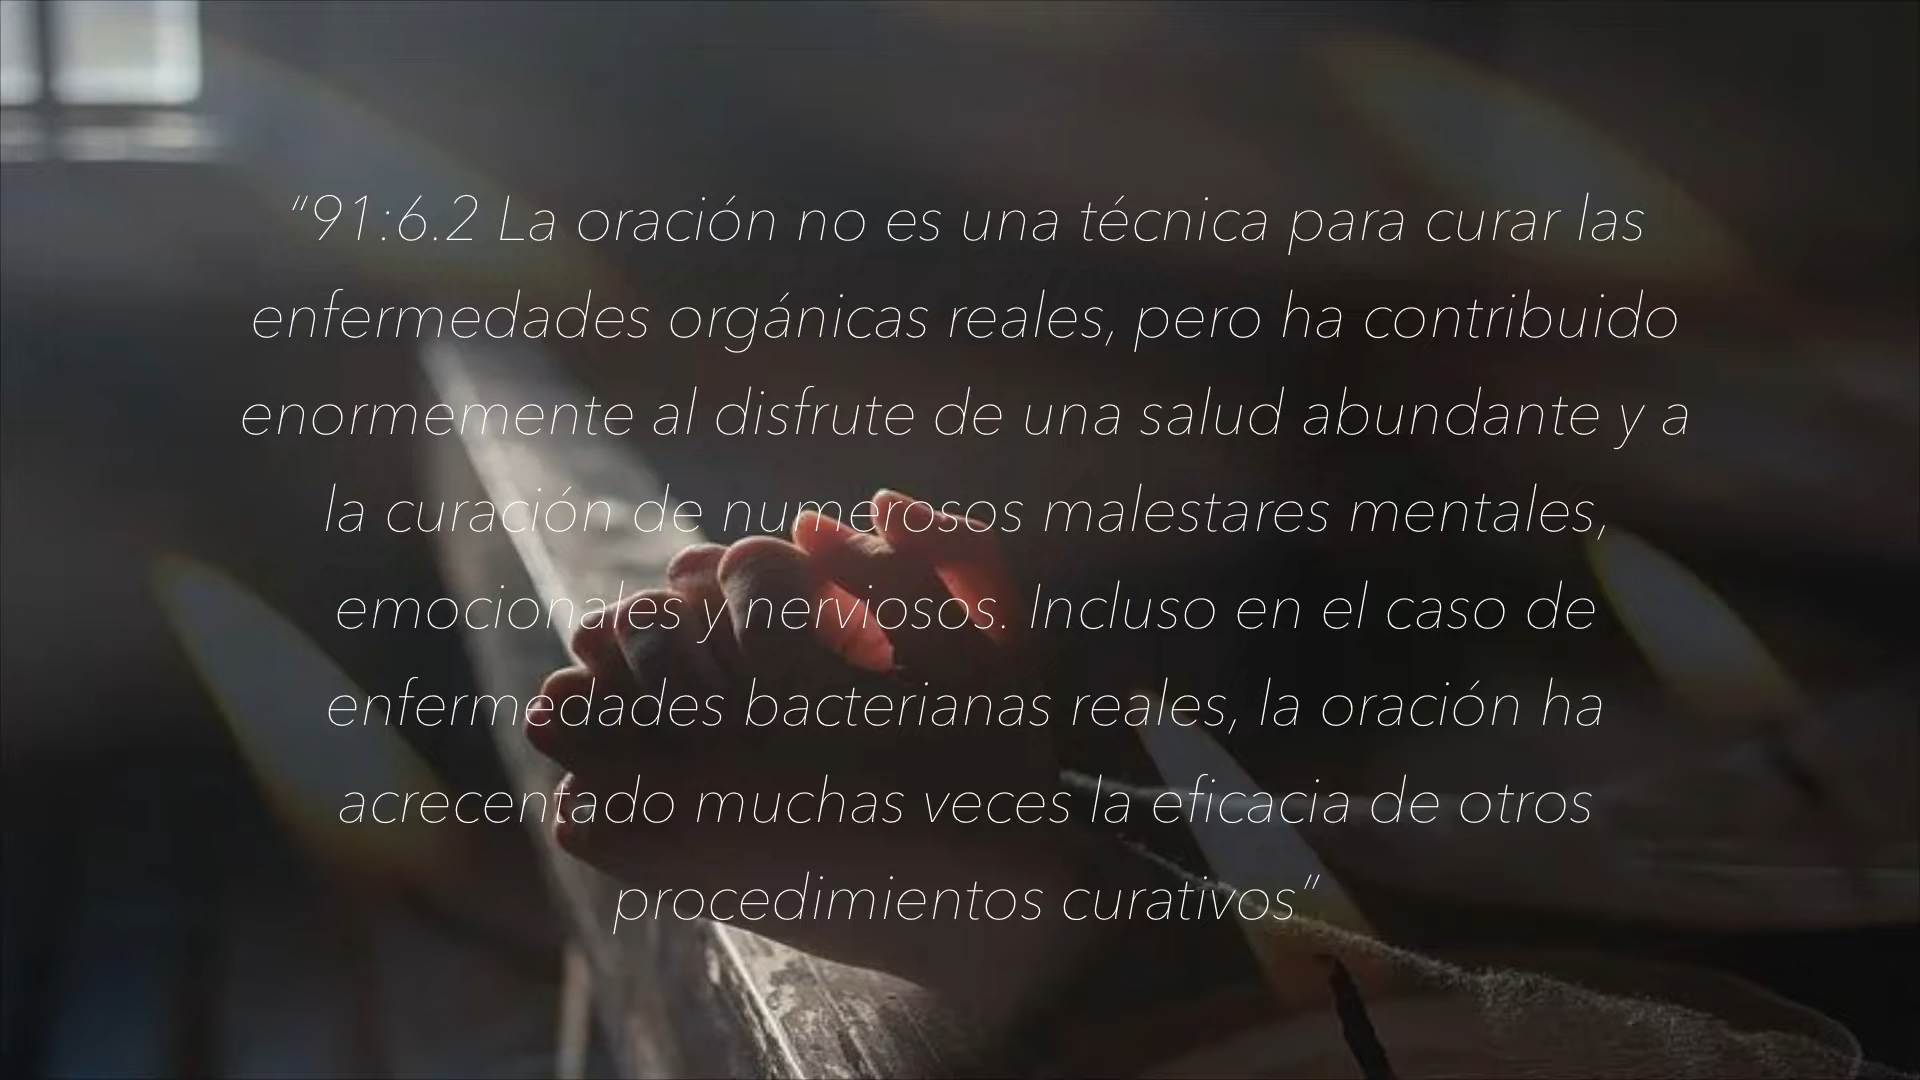 “91:6.2 La oración no es una técnica para curar las
enfermedades orgánicas reales, pero ha contribuido
enormemente al disfrute de una salud abundante y a
la curación de numerosos malestares mentales,
emocionales y nerviosos. Incluso en el caso de
enfermedades bacterianas reales, la oración ha
acrecentado muchas veces la eficacia de otros
procedimientos curativos”